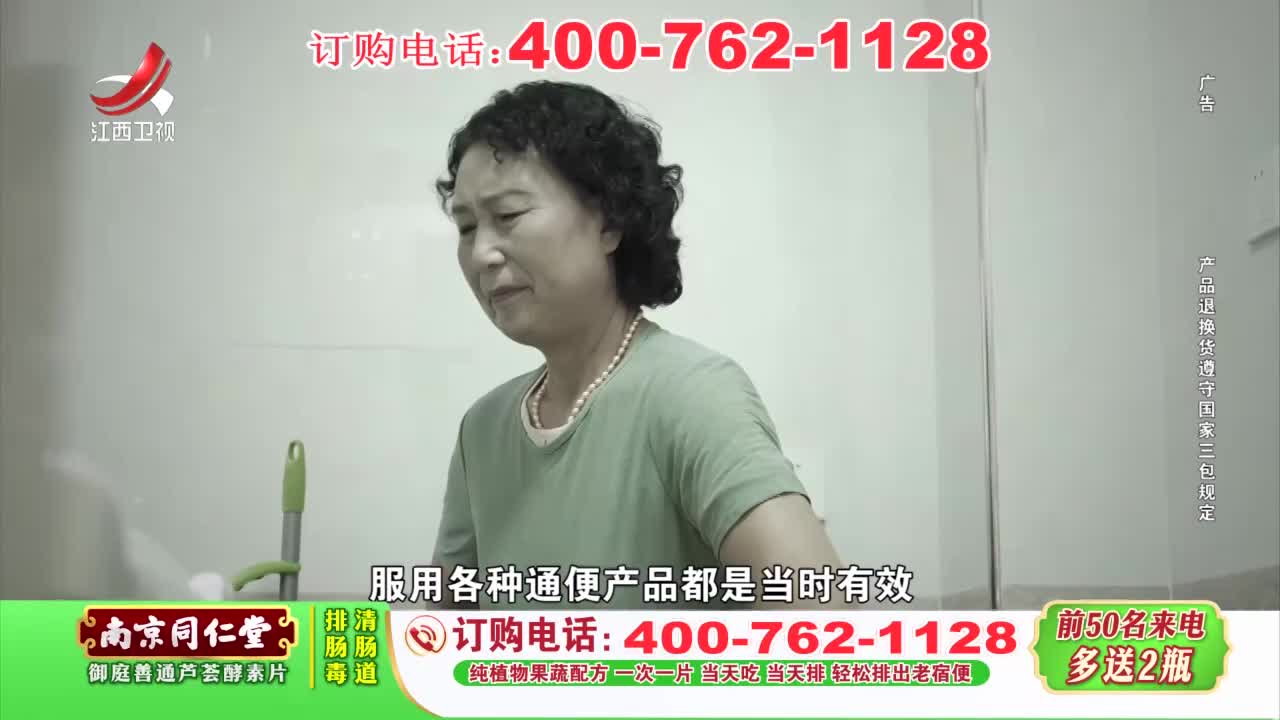 订购电话:400-762-1128
江西卫视
广告
产品退换货遵守国家三包规定
服用各种通便产品都是当时有效
南京同仁堂
御庭善通芦荟酵素片
清肠道
排肠毒
订购电话: 400-762-1128
纯植物果蔬配方 一次一片 当天吃 当天排 轻松排出老宿便
前50名来电
多送2瓶